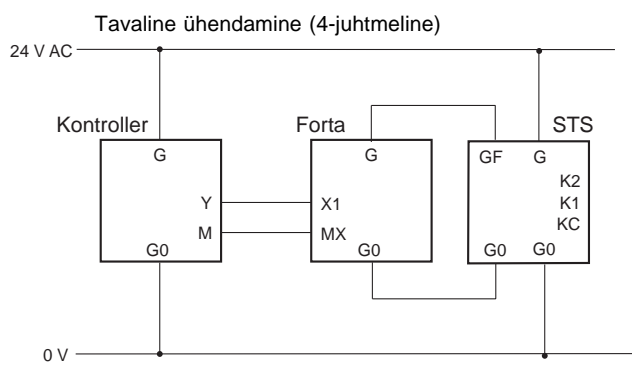 Tavaline ühendamine (4-juhtmeline)
24 V AC
Kontroller
Forta
STS
G
G
GF
G
K2
Y
X1
K1
M
MX
KC
G0
G0
G0
G0
0 V